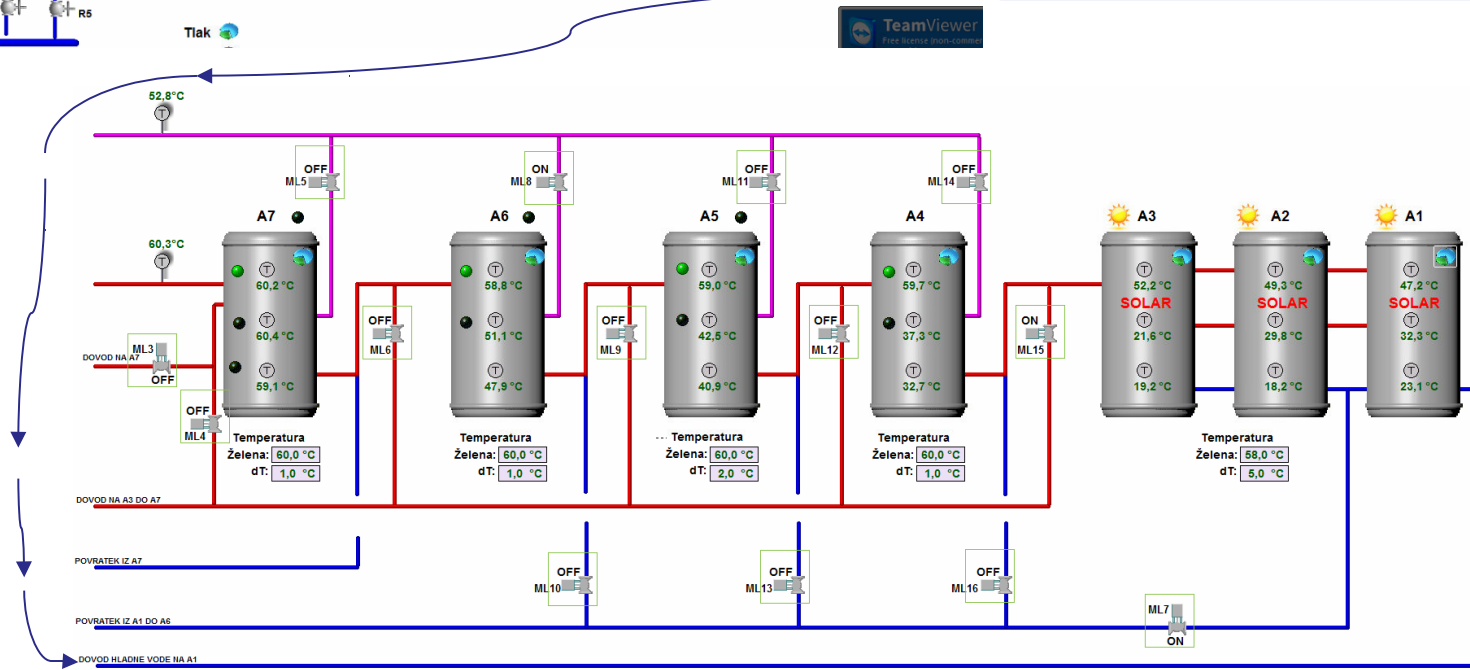 R5
Tlak
TeamViewer
Free license (non-commer
52,8°C
OFF
ML5
ON
ML8
OFF
ML11
OFF
ML14
A7
A6
A5
A4
A3
A2
A1
60,3°C
T
60,2 °C
58,8 °C
59,0 °C
59,7 °C
52,2 °C
49,3 °C
47,2 °C
SOLAR
SOLAR
SOLAR
OFF
ML6
OFF
ML9
OFF
ML12
ON
ML15
60,4 °C
51,1 °C
42,5 °C
37,3 °C
21,6 °C
29,8 °C
32,3 °C
DOVOD NA A7
ML3
OFF
59,1 °C
47,9 °C
40,9 °C
32,7 °C
19,2 °C
18,2 °C
23,1 °C
OFF
ML4
Temperatura
Želena: 60,0 °C
dT: 1,0 °C
Temperatura
Želena: 60,0 °C
dT: 1,0 °C
--- Temperatura
Želena: 60,0 °C
dT: 2,0 °C
Temperatura
Želena: 60,0 °C
dT: 1,0 °C
Temperatura
Želena: 58,0 °C
dT: 5,0 °C
DOVOD NA A3 DO A7
POVRATEK IZ A7
OFF
ML10
OFF
ML13
OFF
ML16
POVRATEK IZ A1 DO A6
ML7
ON
DOVOD HLADNE VODE NA A1